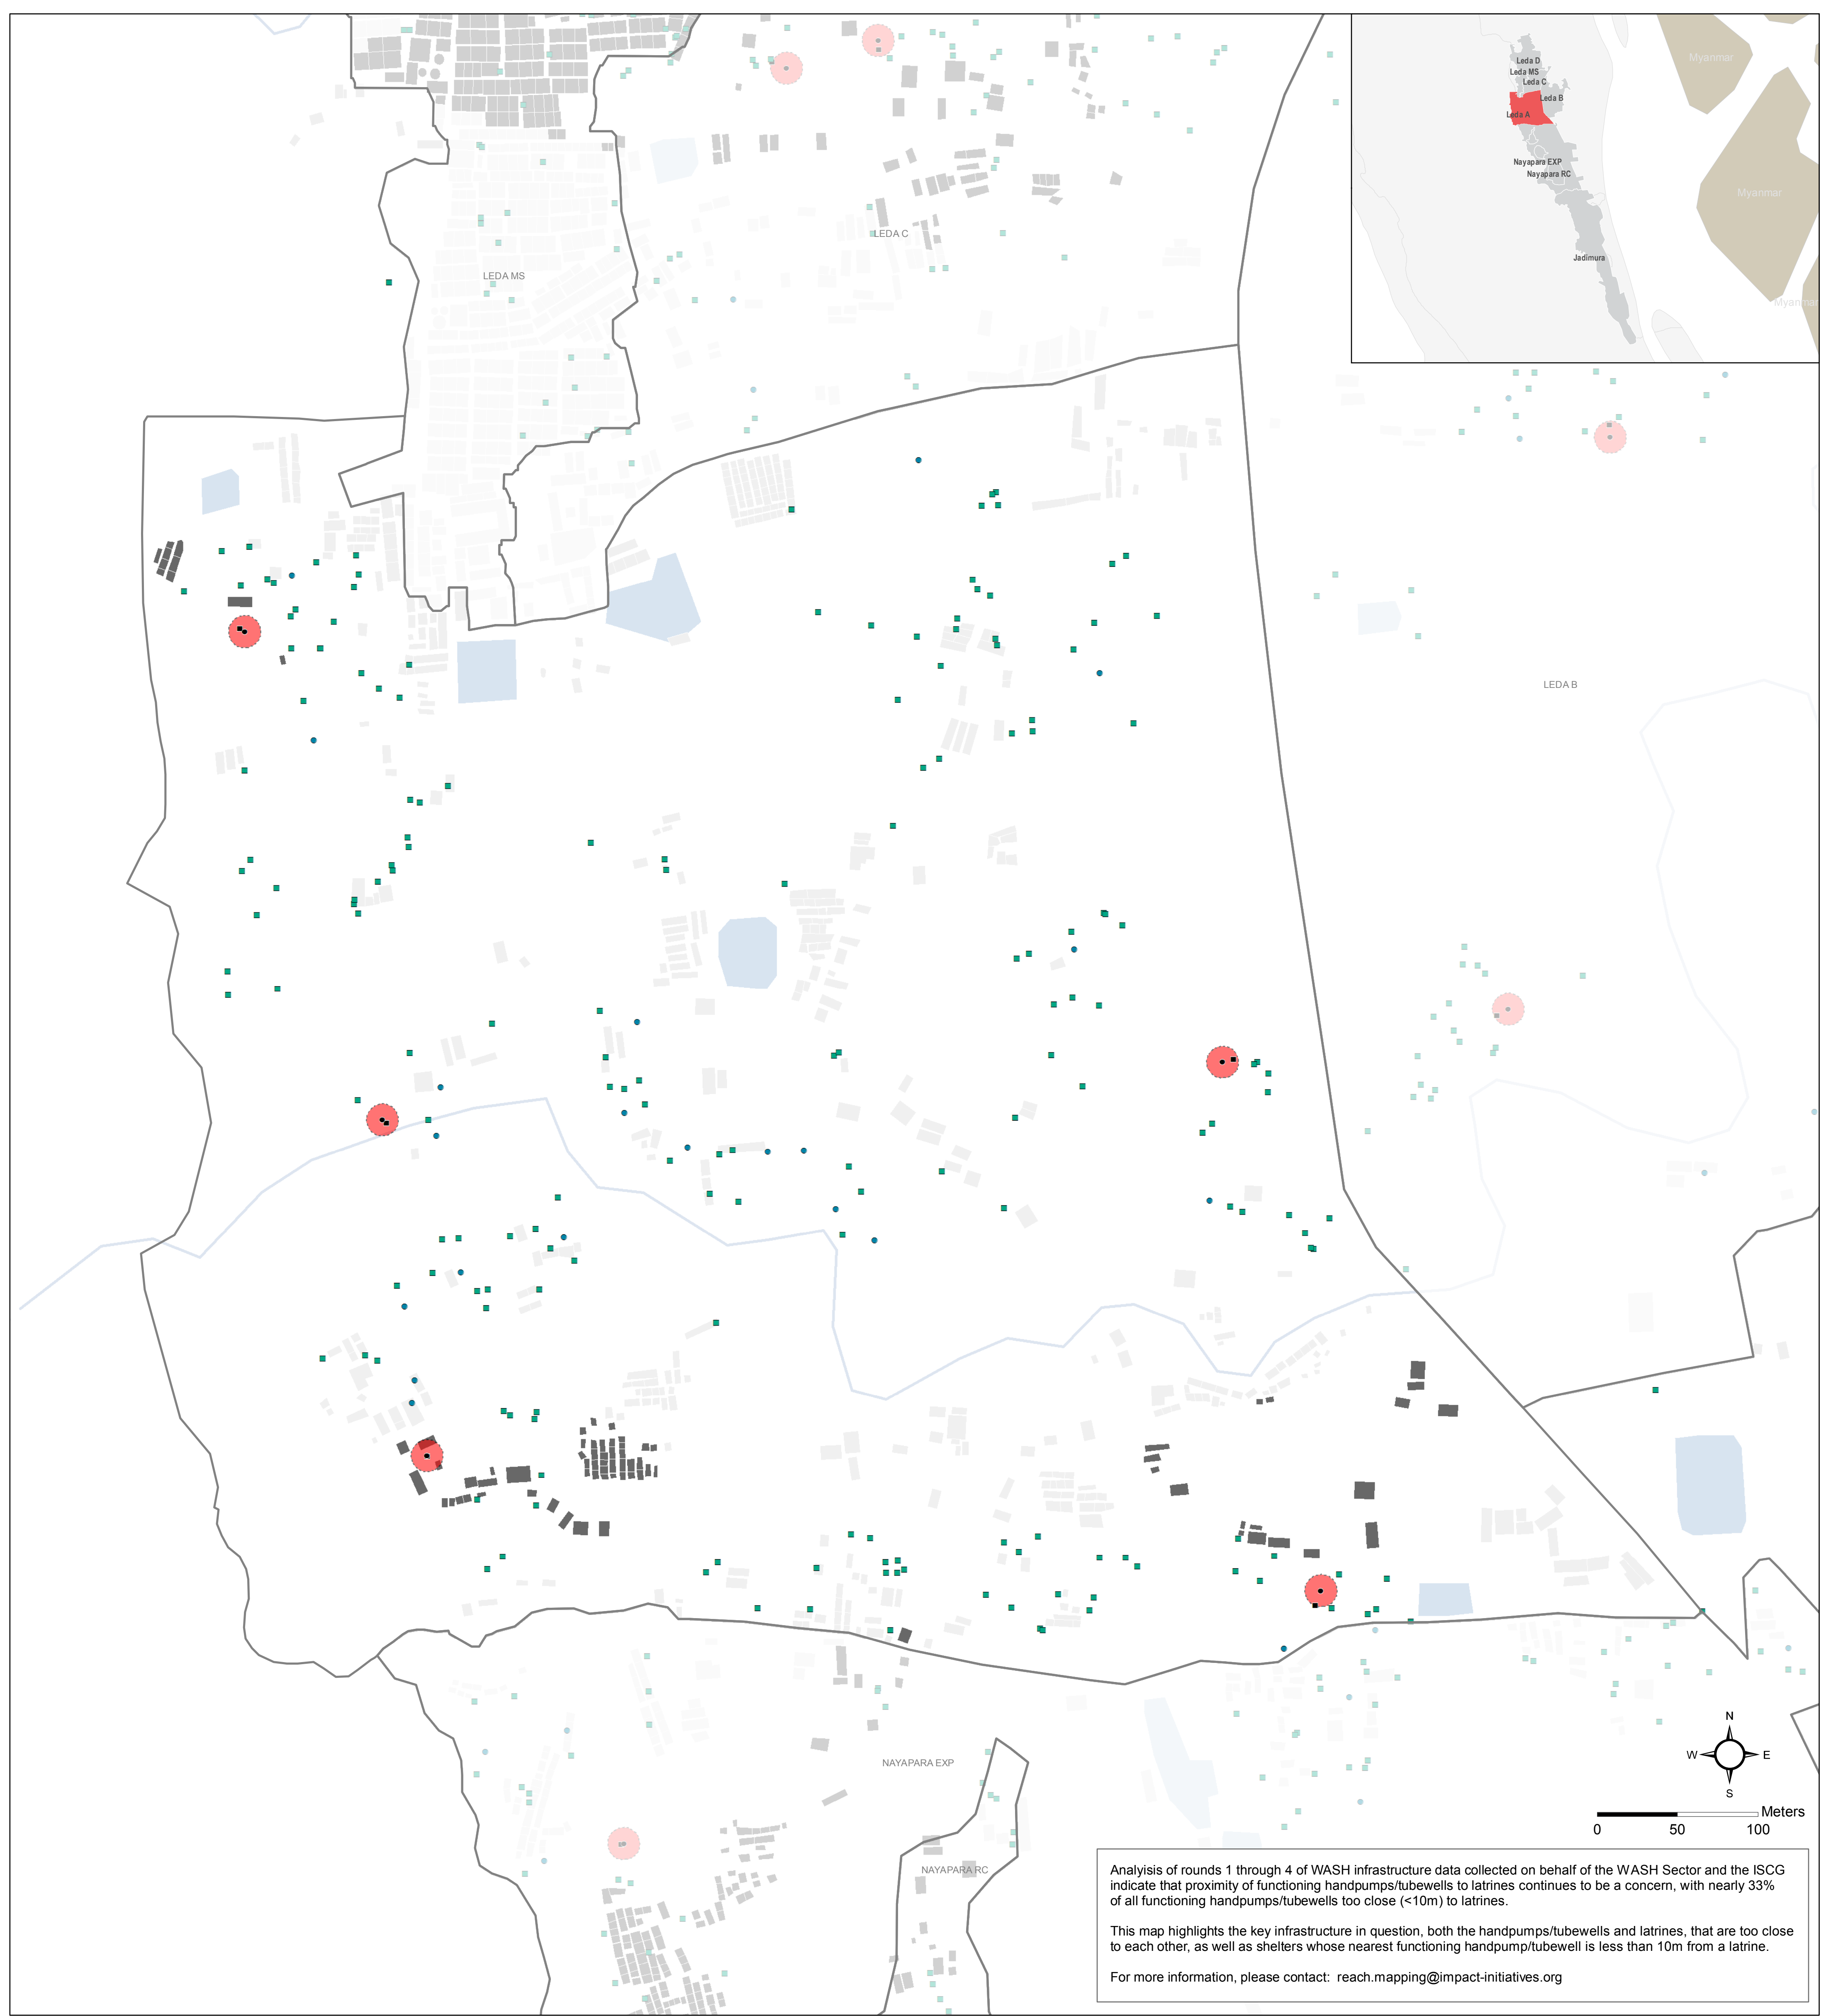 Myanmar
Leda D
Leda MS
Leda C
Leda B
Leda A
Nayapara EXP
Nayapara RC
Jadimura
Myanmar
Myanmar
LEDA C
LEDA MS
LEDA B
NAYAPARA EXP
NAYAPARA RC
N
W
E
S
Meters
0 50 100
Analyisis of rounds 1 through 4 of WASH infrastructure data collected on behalf of the WASH Sector and the ISCG
indicate that proximity of functioning handpumps/tubewells to latrines continues to be a concern, with nearly 33%
of all functioning handpumps/tubewells too close (<10m) to latrines.
This map highlights the key infrastructure in question, both the handpumps/tubewells and latrines, that are too close
to each other, as well as shelters whose nearest functioning handpump/tubewell is less than 10m from a latrine.
For more information, please contact: reach.mapping@impact-initiatives.org